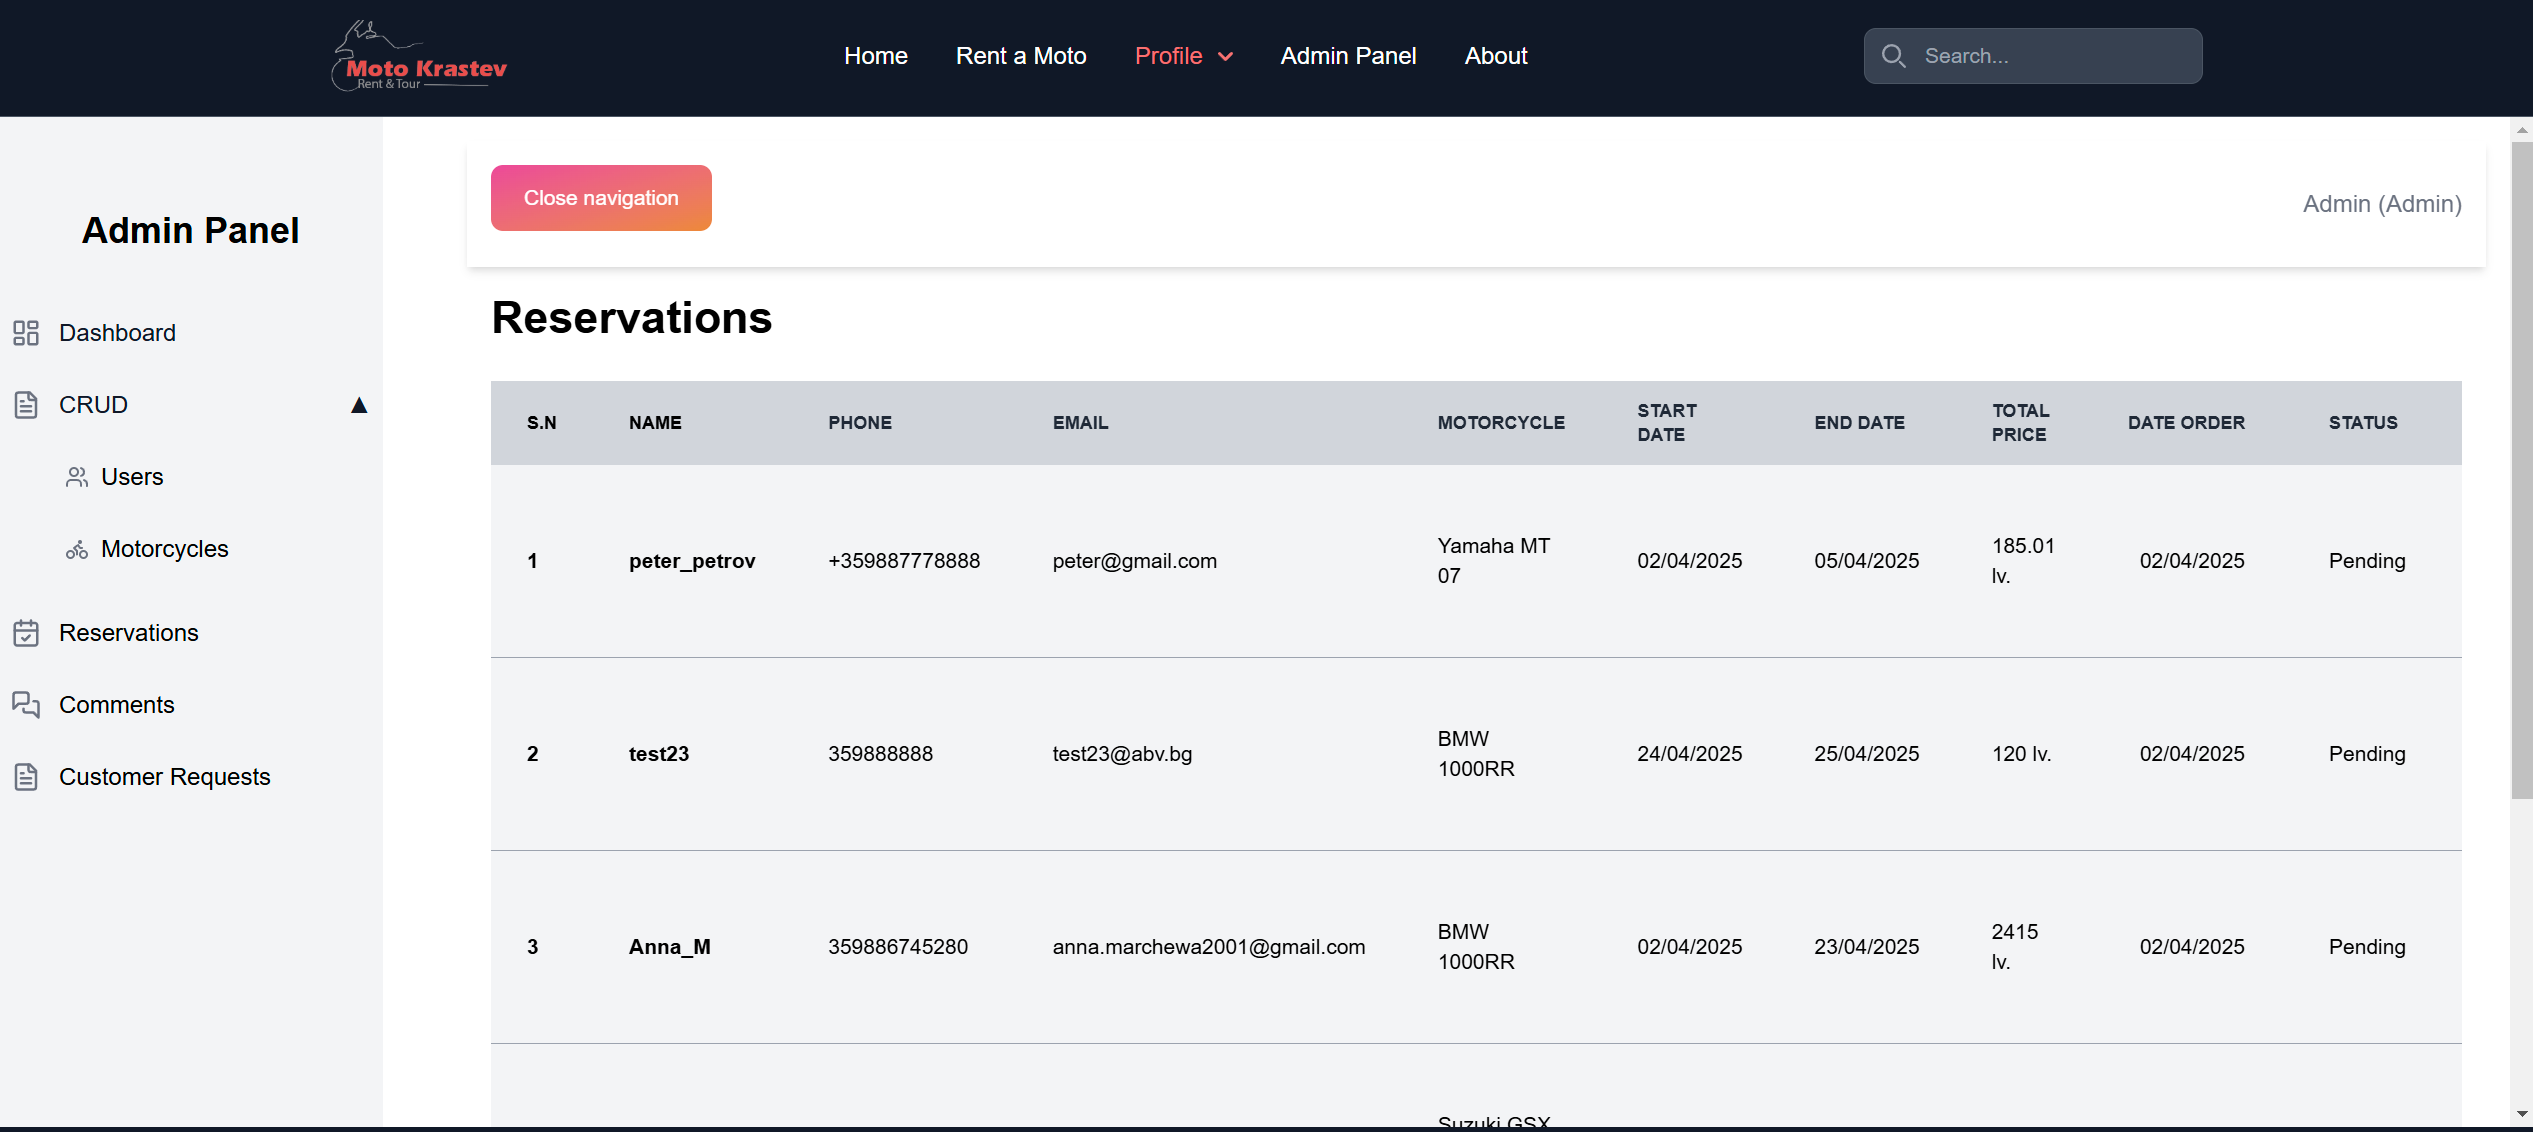 Moto Krastev
Rent & Tour
Home
Rent a Moto
Profile
Admin Panel
About
Search...
Admin Panel
Dashboard
CRUD
Users
Motorcycles
Reservations
Comments
Customer Requests
Close navigation
Admin (Admin)
Reservations
S.N NAME PHONE EMAIL MOTORCYCLE START DATE END DATE TOTAL PRICE DATE ORDER STATUS
1 peter_petrov +359887778888 peter@gmail.com Yamaha MT 07 02/04/2025 05/04/2025 185.01 lv. 02/04/2025 Pending
2 test23 359888888 test23@abv.bg BMW 1000RR 24/04/2025 25/04/2025 120 lv. 02/04/2025 Pending
3 Anna_M 359886745280 anna.marchewa2001@gmail.com BMW 1000RR 02/04/2025 23/04/2025 2415 lv. 02/04/2025 Pending
Suzuki GSX